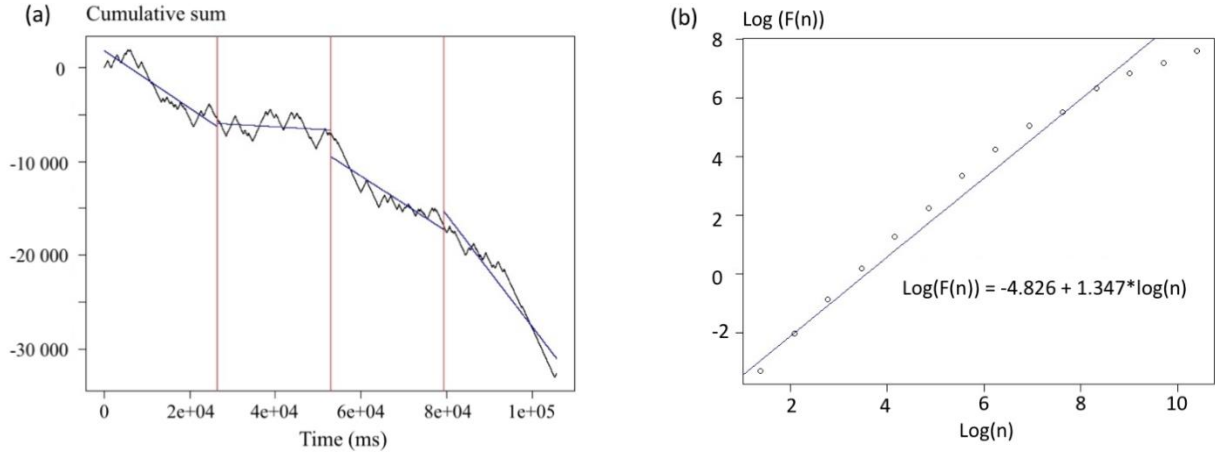 (a)
Cumulative sum
0
-10 000
-20 000
-30 000
0 2e+04 4e+04 6e+04 8e+04 1e+05
Time (ms)
(b)
Log (F(n))
8
6
4
2
0
-2
Log(F(n)) = -4.826 + 1.347*log(n)
2 4 6 8 10
Log(n)